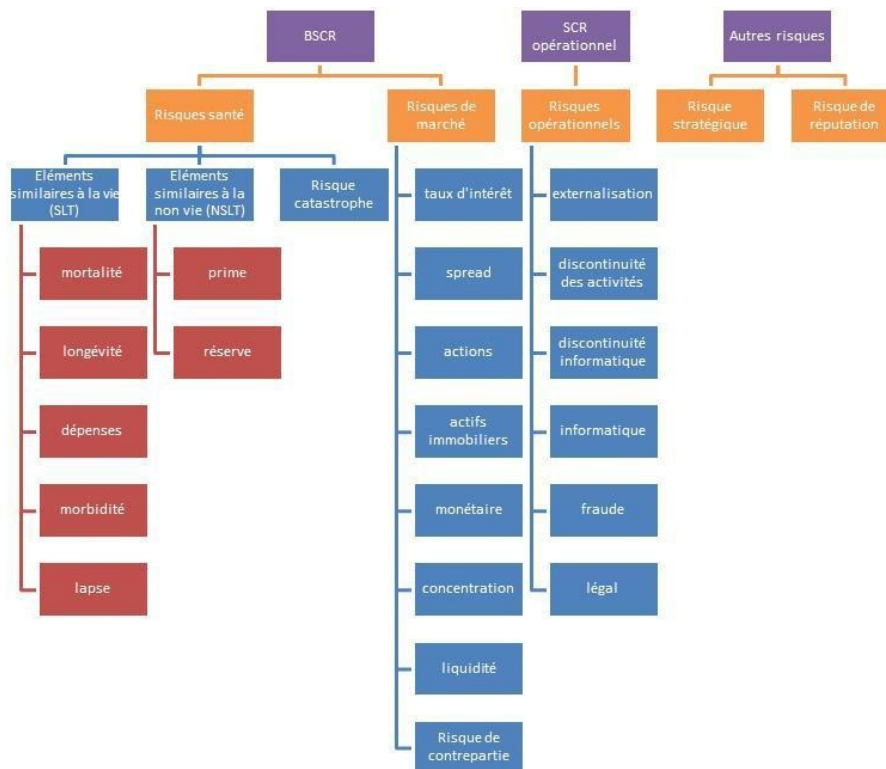 BSCR
SCR
opérationnel
Autres risques
Risques santé
Risques de
marché
Risques
opérationnels
Risque
stratégique
Risque de
réputation
Eléments
similaires à la vie
(SLT)
Eléments
similaires à la
non vie (NSLT)
Risque
catastrophe
taux d'intérêt
externalisation
mortalité
prime
spread
discontinuité
des activités
longévité
réserve
actions
discontinuité
informatique
dépenses
actifs
immobiliers
informatique
morbidité
monétaire
fraude
lapse
concentration
légal
liquidité
Risque de
contrepartie